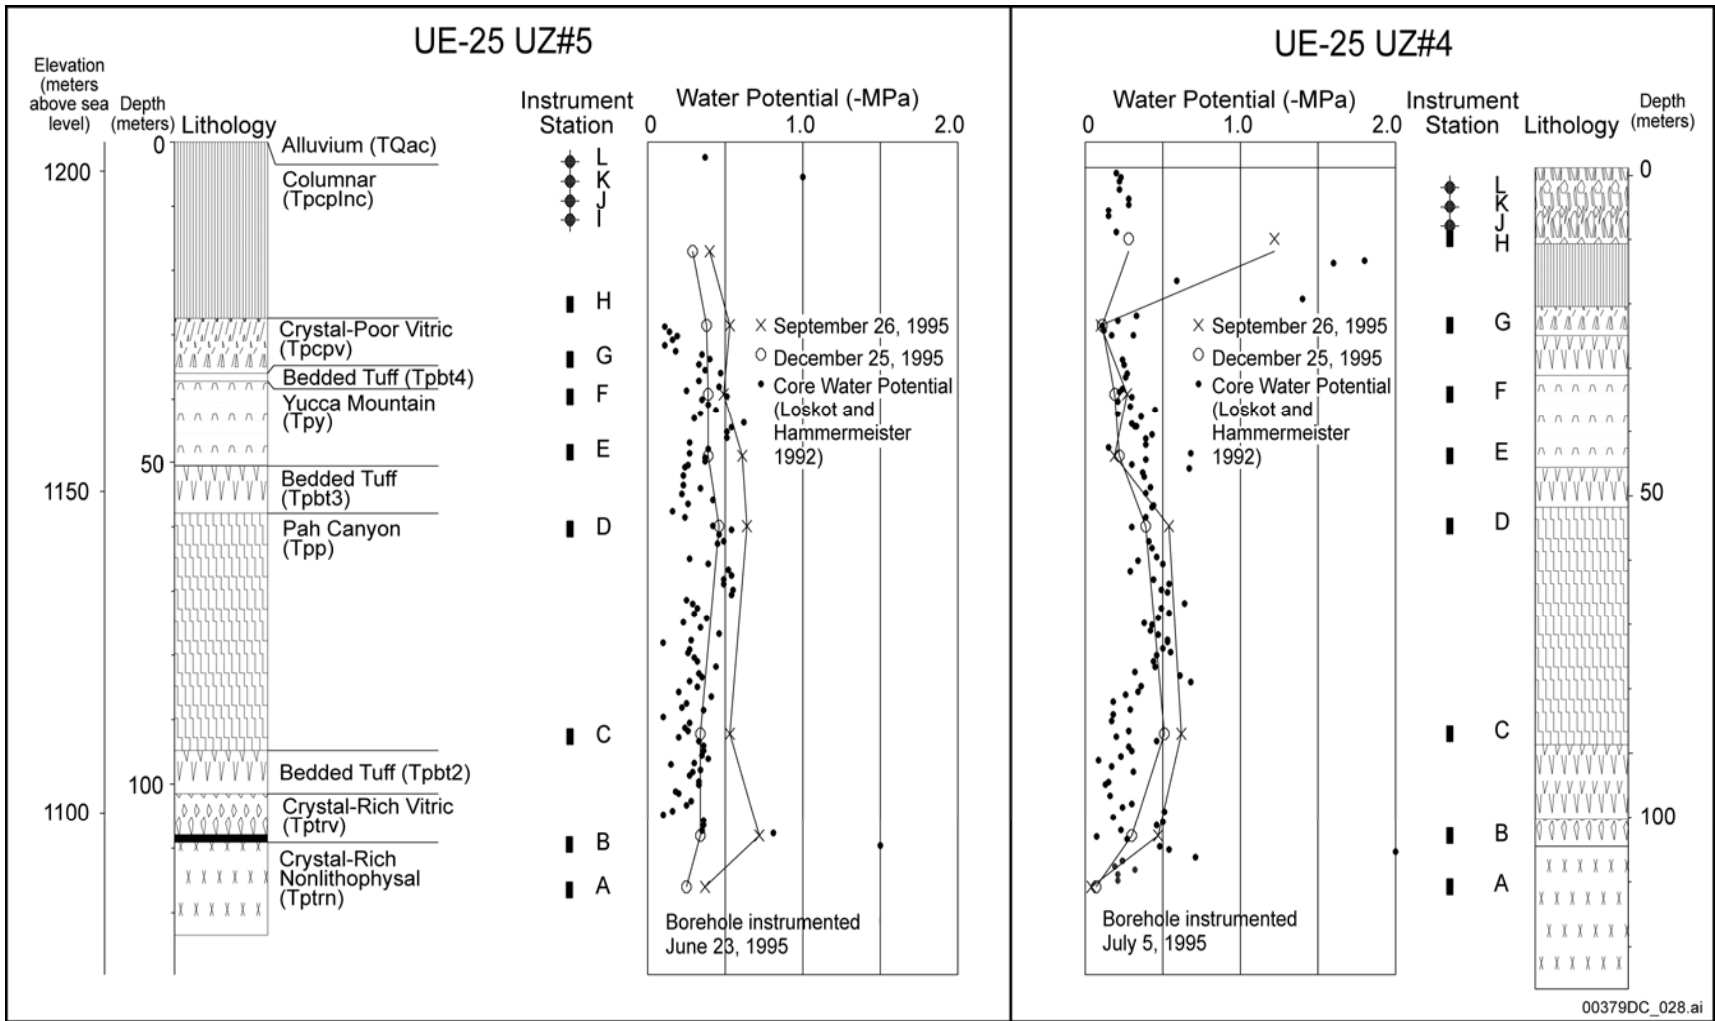 UE-25 UZ#5
Elevation
(meters
above sea
level)
Depth
(meters)
Lithology
Instrument
Station
Water Potential (-MPa)
0 1.0 2.0
0
50
100
1200
1150
1100
Alluvium (TQac)
Columnar
(Tpcplnc)
Crystal-Poor Vitric
(Tpcpv)
Bedded Tuff (Tpbt4)
Yucca Mountain
(Tpy)
Bedded Tuff
(Tpbt3)
Pah Canyon
(Tpp)
Bedded Tuff (Tpbt2)
Crystal-Rich Vitric
(Tptrv)
Crystal-Rich
Nonlithophysal
(Tptrn)
L
K
J
I
H
G
F
E
D
C
B
A
September 26, 1995
December 25, 1995
Core Water Potential
(Loskot and
Hammermeister
1992)
Borehole instrumented
June 23, 1995
UE-25 UZ#4
Water Potential (-MPa)
0 1.0 2.0
Instrument
Station
Lithology
Depth
(meters)
September 26, 1995
December 25, 1995
Core Water Potential
(Loskot and
Hammermeister
1992)
Borehole instrumented
July 5, 1995
L
K
J
H
G
F
E
D
C
B
A
0
50
100
00379DC_028.ai